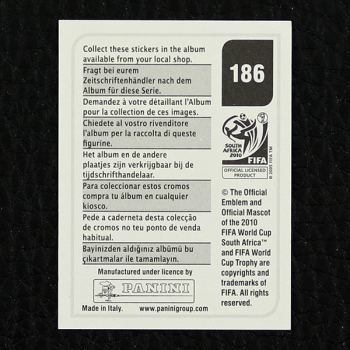 Collect these stickers in the album
available from your local shop.
Fragt bei eurem
Zeitschriftenhändler nach dem
Album für diese Serie.
Demandez à votre détaillant l'Album
pour la collection de ces images.
Chiedete al vostro rivenditore
l'album per la raccolta di queste
figurine.
Het album en de andere
plaatjes zijn verkrijgbaar bij de
tijdschrifthandelaar.
Para coleccionar estos cromos
compra tu álbum en cualquier
kiosco.
Pede a caderneta desta colecção
de cromos no teu ponto de venda
habitual.
Bayinizden aldığınız albümü bu
çıkartmalar ile tamamlayın.
Manufactured under licence by
PANINI
Made in Italy. www.paninigroup.com
186
SOUTH AFRICA
2010
FIFA
© 2005 FIFA TM
OFFICIAL LICENSED
PRODUCT
© The Official
Emblem and
Official Mascot
of the 2010
FIFA World Cup
South Africa™
and FIFA World
Cup Trophy are
copyrights and
trademarks of
FIFA. All rights
reserved.